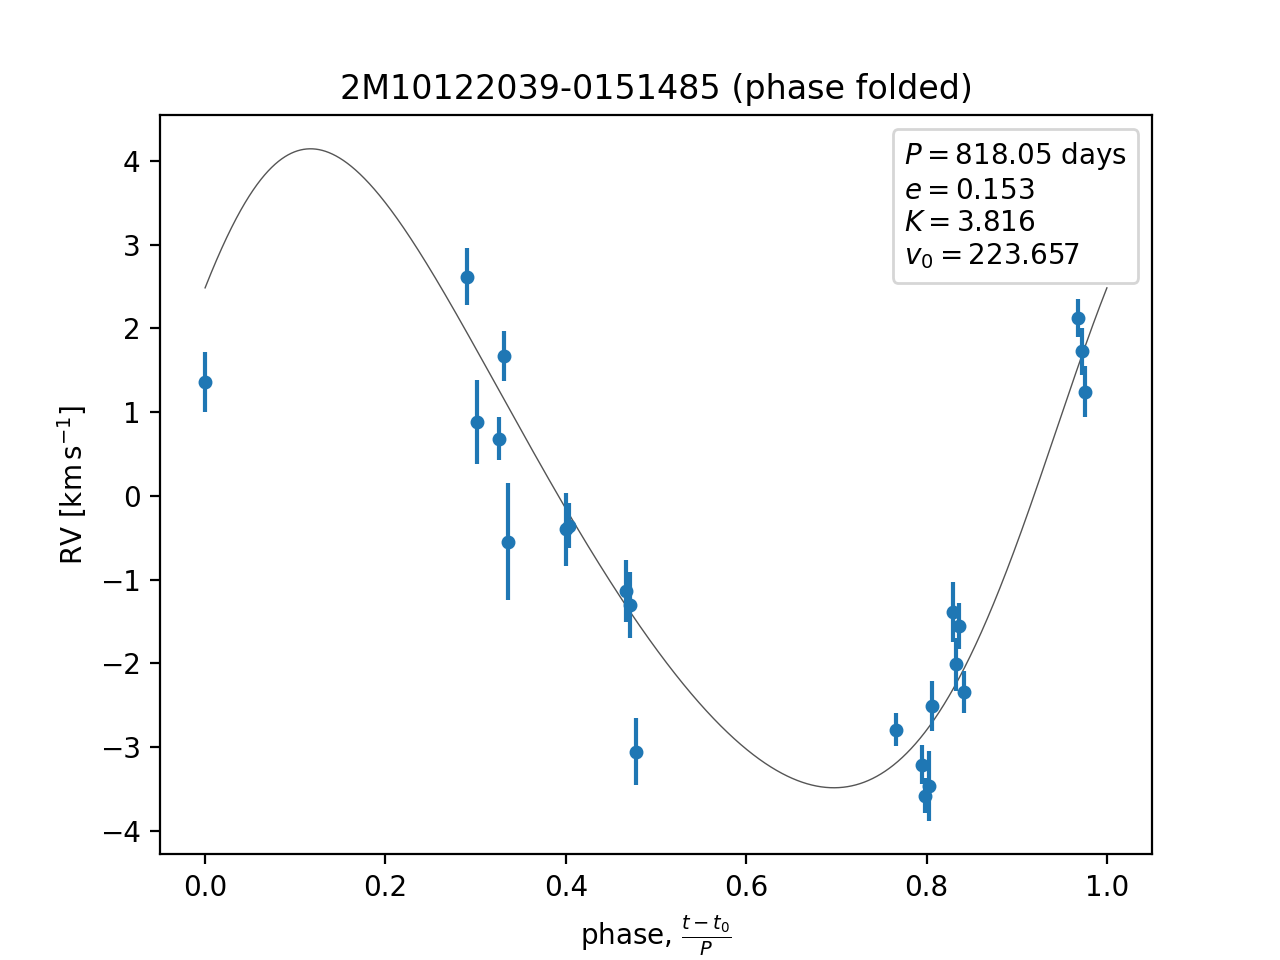 2M10122039-0151485 (phase folded)
P = 818.05 days
e = 0.153
K = 3.816
v₀ = 223.657
4
3
2
1
0
−1
−2
−3
−4
RV [km s⁻¹]
0.0 0.2 0.4 0.6 0.8 1.0
phase, (t − t₀)/P